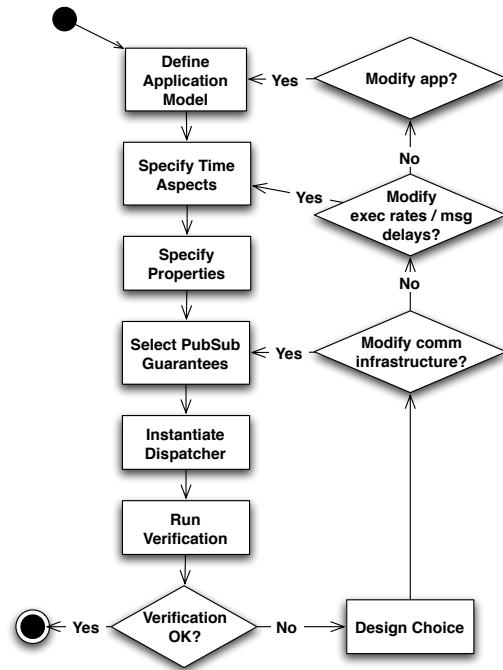 Define
Application
Model
Yes
Modify app?
No
Specify Time
Aspects
Yes
Modify
exec rates / msg
delays?
Specify
Properties
No
Select PubSub
Guarantees
Yes
Modify comm
infrastructure?
Instantiate
Dispatcher
Run
Verification
Yes
Verification
OK?
No
Design Choice